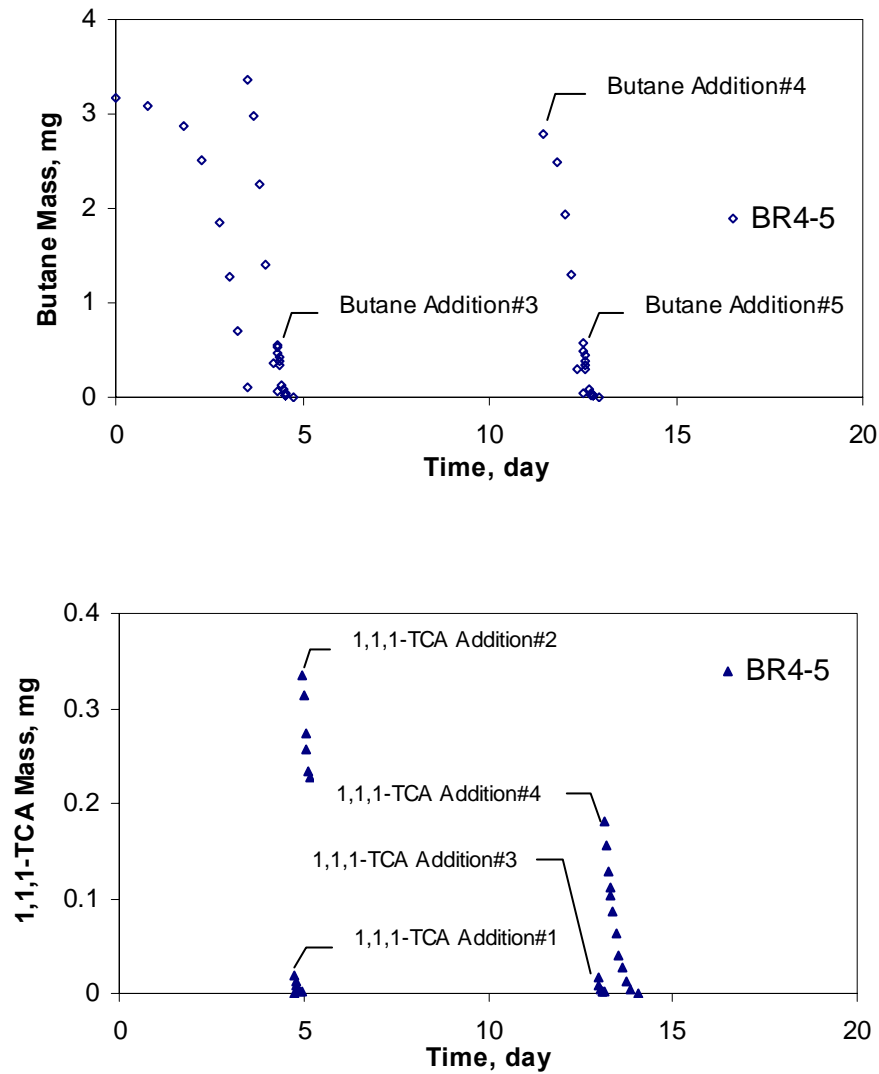 4
Butane Addition#4
3
BR4-5
2
Butane Mass, mg
Butane Addition#3
Butane Addition#5
1
0
0
5
10
15
20
Time, day
0.4
1,1,1-TCA Addition#2
BR4-5
0.3
1,1,1-TCA Mass, mg
0.2
1,1,1-TCA Addition#4
1,1,1-TCA Addition#3
0.1
1,1,1-TCA Addition#1
0
0
5
10
15
20
Time, day